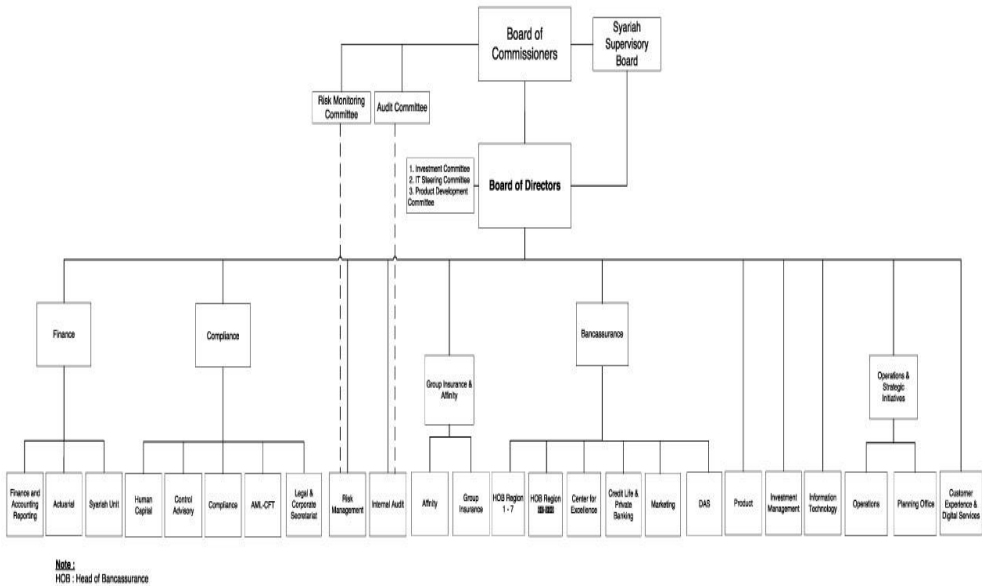 Board of
Commissioners
Syariah
Supervisory
Board
Risk Monitoring
Committee
Audit Committee
1. Investment Committee
2. IT Steering Committee
3. Product Development
Committee
Board of Directors
Finance
Compliance
Group Insurance &
Affinity
Bancassurance
Operations &
Strategic
Initiatives
Finance and
Accounting
Reporting
Actuarial
Syariah Unit
Human
Capital
Control
Advisory
Compliance
AML-CFT
Legal &
Corporate
Secretariat
Risk
Management
Internal Audit
Affinity
Group
Insurance
HOB Region
1 - 7
HOB Region
Center for
Excellence
Credit Life &
Private
Banking
Marketing
DAS
Product
Investment
Management
Information
Technology
Operations
Planning Office
Customer
Experience &
Digital Services
Note :
HOB : Head of Bancassurance